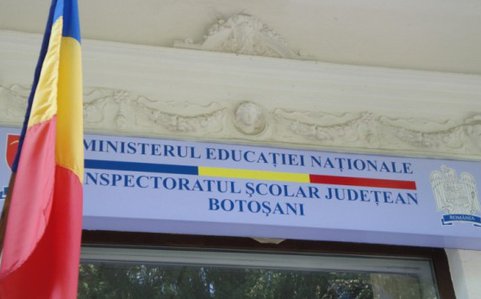 MINISTERUL EDUCAȚIEI NAȚIONALE
INSPECTORATUL ȘCOLAR JUDEȚEAN
BOTOȘANI
ROMÂNIA